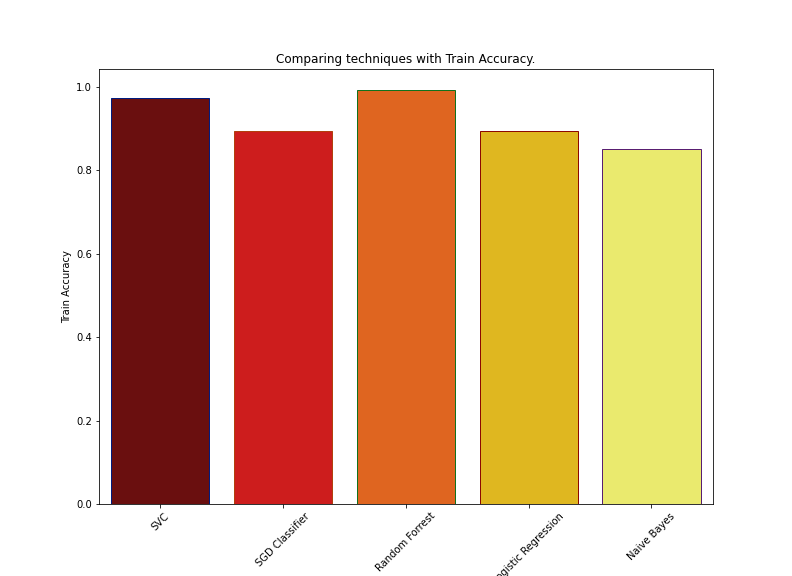 Comparing techniques with Train Accuracy.
Train Accuracy
1.0
0.8
0.6
0.4
0.2
0.0
SVC
SGD Classifier
Random Forrest
Regression
Naive Bayes